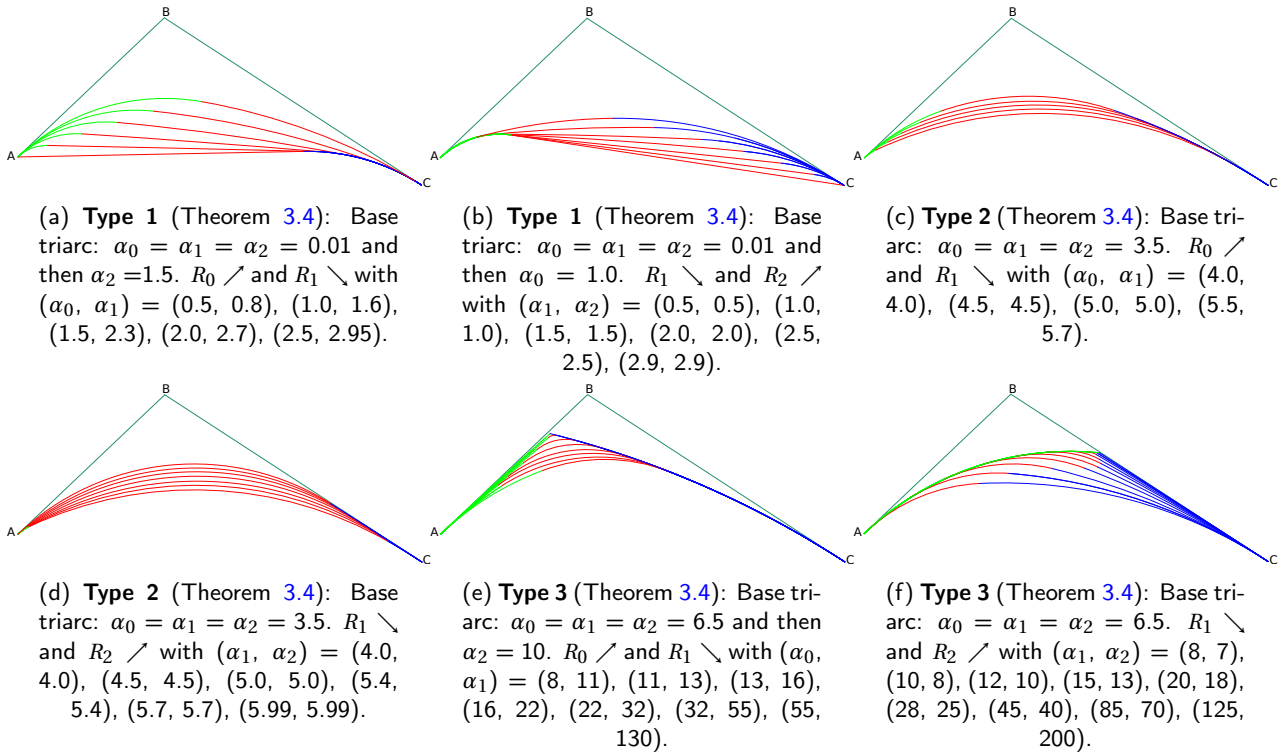 B
A
C
(a) Type 1 (Theorem 3.4): Base
triarc: α₀ = α₁ = α₂ = 0.01 and
then α₂ =1.5. R₀ ↗ and R₁ ↘ with
(α₀, α₁) = (0.5, 0.8), (1.0, 1.6),
(1.5, 2.3), (2.0, 2.7), (2.5, 2.95).
B
A
C
(b) Type 1 (Theorem 3.4): Base
triarc: α₀ = α₁ = α₂ = 0.01 and
then α₀ = 1.0. R₁ ↘ and R₂ ↗
with (α₁, α₂) = (0.5, 0.5), (1.0,
1.0), (1.5, 1.5), (2.0, 2.0), (2.5,
2.5), (2.9, 2.9).
B
A
C
(c) Type 2 (Theorem 3.4): Base tri-
arc: α₀ = α₁ = α₂ = 3.5. R₀ ↗
and R₁ ↘ with (α₀, α₁) = (4.0,
4.0), (4.5, 4.5), (5.0, 5.0), (5.5,
5.7).
B
A
C
(d) Type 2 (Theorem 3.4): Base
triarc: α₀ = α₁ = α₂ = 3.5. R₁ ↘
and R₂ ↗ with (α₁, α₂) = (4.0,
4.0), (4.5, 4.5), (5.0, 5.0), (5.4,
5.4), (5.7, 5.7), (5.99, 5.99).
B
A
C
(e) Type 3 (Theorem 3.4): Base tri-
arc: α₀ = α₁ = α₂ = 6.5 and then
α₂ = 10. R₀ ↗ and R₁ ↘ with (α₀,
α₁) = (8, 11), (11, 13), (13, 16),
(16, 22), (22, 32), (32, 55), (55,
130).
B
A
C
(f) Type 3 (Theorem 3.4): Base tri-
arc: α₀ = α₁ = α₂ = 6.5. R₁ ↘
and R₂ ↗ with (α₁, α₂) = (8, 7),
(10, 8), (12, 10), (15, 13), (20, 18),
(28, 25), (45, 40), (85, 70), (125,
200).